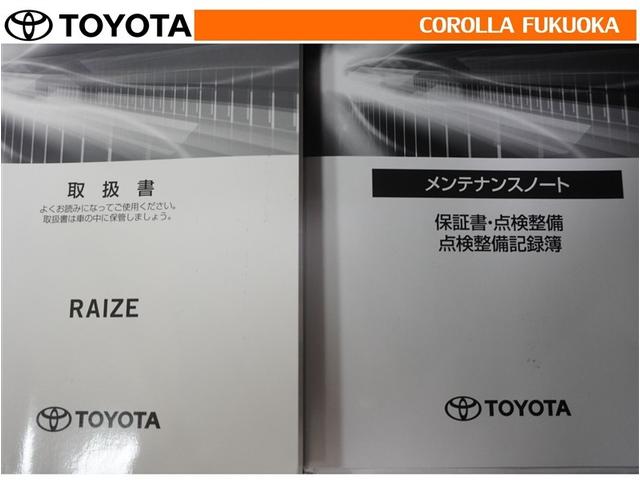 TOYOTA
COROLLA FUKUOKA
取扱書
よくお読みになってご使用ください。
取扱書は車の中に保管しましょう。
RAIZE
TOYOTA
メンテナンスノート
保証書・点検整備
点検整備記録簿
TOYOTA